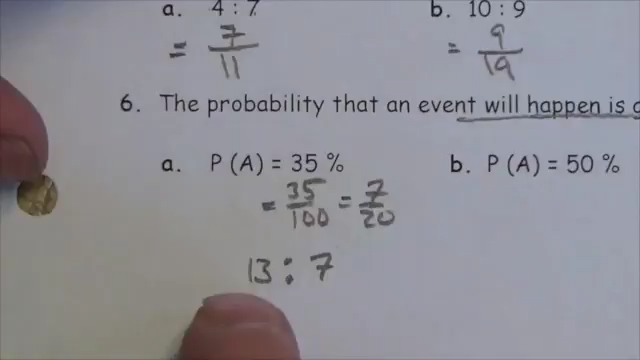 a. 4 : 7 b. 10 : 9
= 7/11 = 9/19
6. The probability that an event will happen is
a. P (A) = 35 % b. P (A) = 50 %
= 35/100 = 7/20
13 : 7